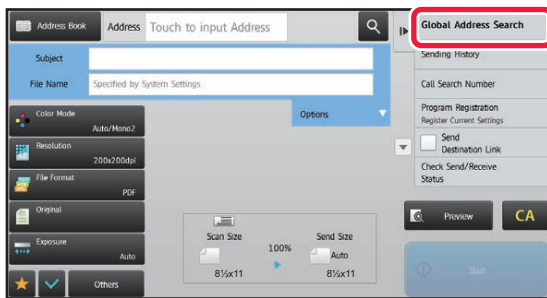 Address Book
Address
Touch to input Address
Global Address Search
Subject
Sending History
File Name
Specified by System Settings
Call Search Number
Color Mode
Auto/Mono2
Options
Program Registration
Register Current Settings
Resolution
200x200dpi
Send
Destination Link
File Format
PDF
Check Send/Receive
Status
Original
Preview
CA
Exposure
Auto
Scan Size
100%
Send Size
Auto
8½x11
8½x11
Others
Start